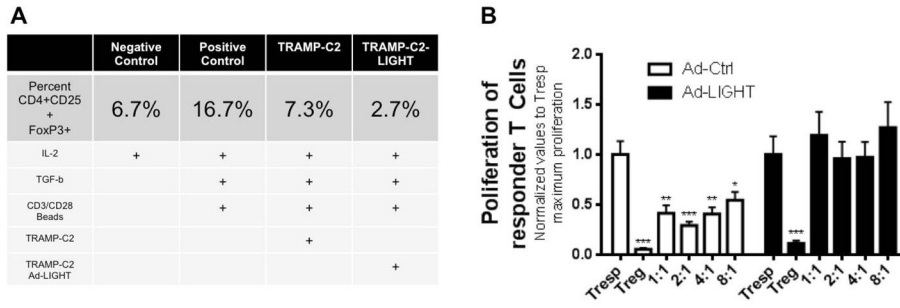 A
Negative Control
Positive Control
TRAMP-C2
TRAMP-C2-LIGHT
Percent CD4+CD25 + FoxP3+
6.7%
16.7%
7.3%
2.7%
IL-2 + + + +
TGF-b + + +
CD3/CD28 Beads + + +
TRAMP-C2 +
TRAMP-C2 Ad-LIGHT +
B
Poliferation of responder T Cells
Normalized values to Tresp maximum proliferation
2.0
1.5
1.0
0.5
0.0
Ad-Ctrl
Ad-LIGHT
*** ** *** ** * ***
Tresp Treg 1:1 2:1 4:1 8:1 Tresp Treg 1:1 2:1 4:1 8:1